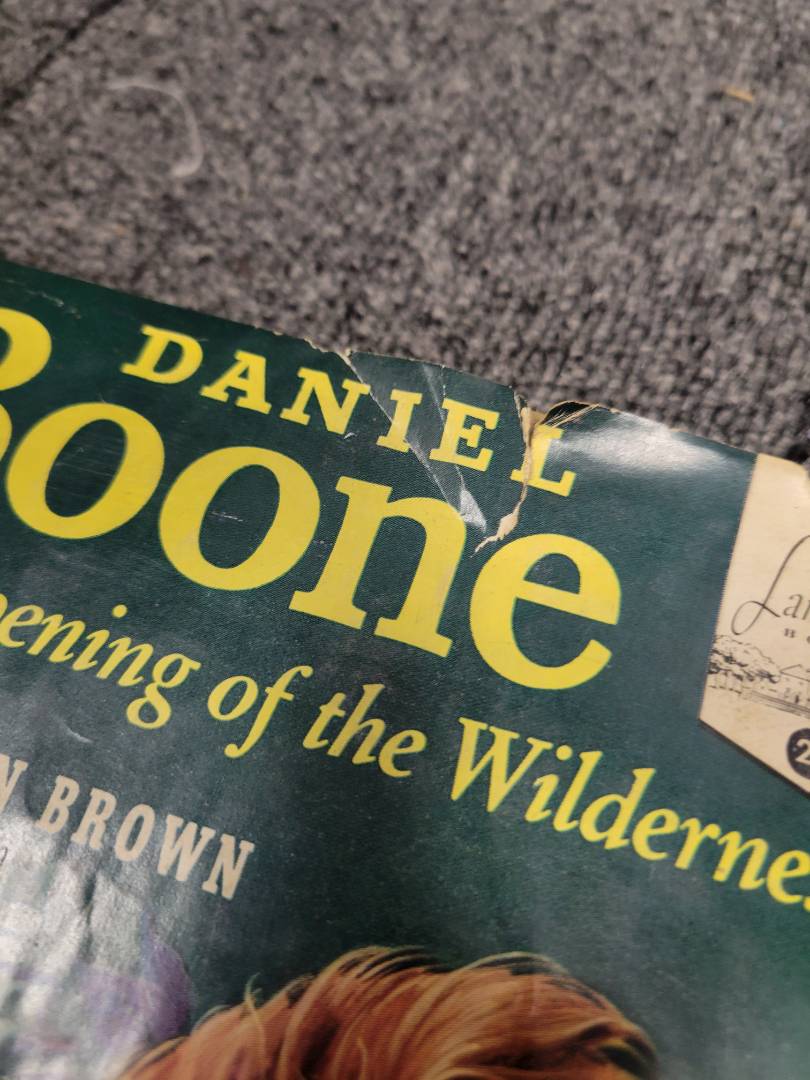 DANIEL
Boone
pening of the Wilderne
N BROWN